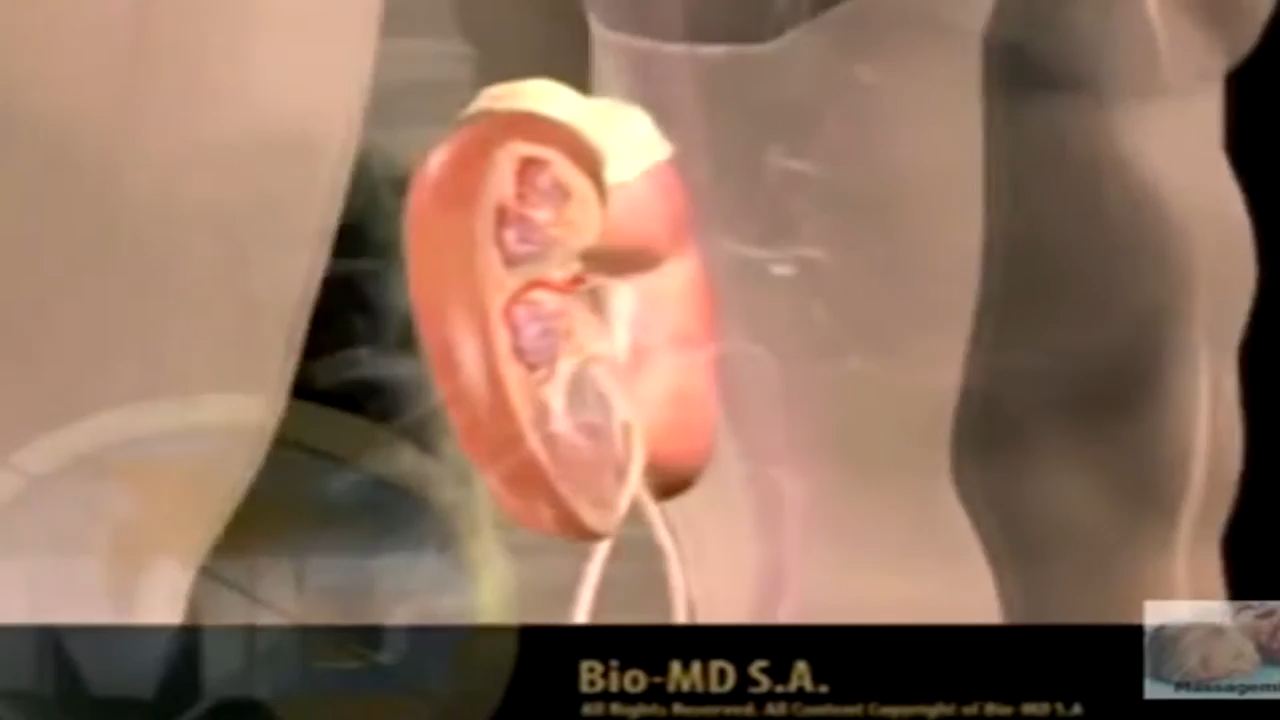 Bio-MD S.A.
All Rights Reserved. All Content Copyright of Bio-MD S.A